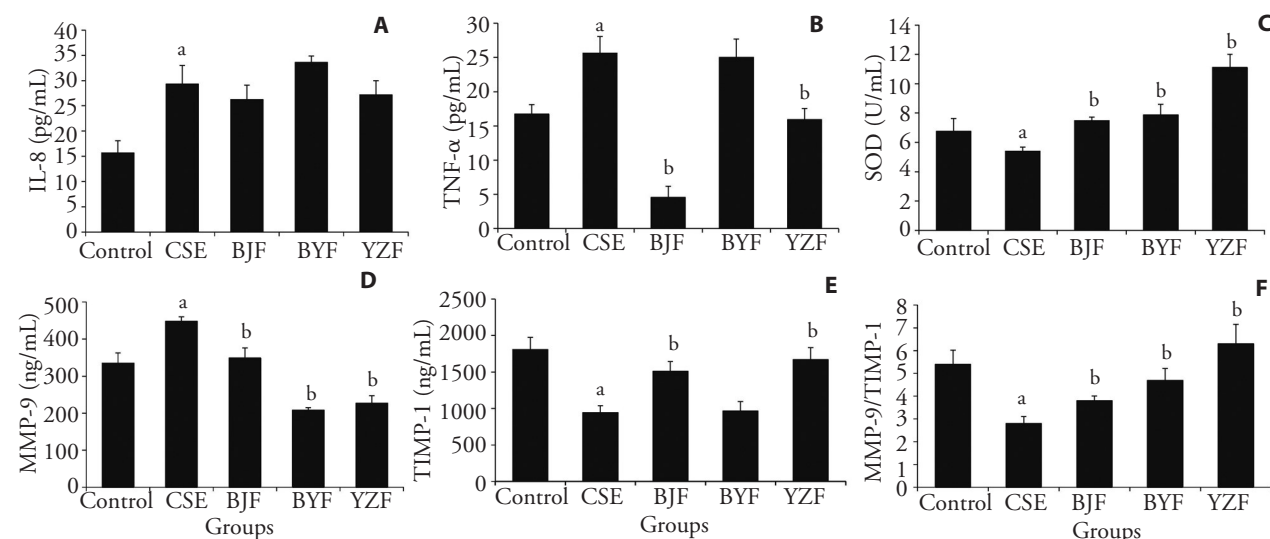 A
IL-8 (pg/mL)
40
35
30
25
20
15
10
5
0
a
Control CSE BJF BYF YZF
B
TNF-α (pg/mL)
30
25
20
15
10
5
0
a
b
b
Control CSE BJF BYF YZF
C
SOD (U/mL)
14
12
10
8
6
4
2
0
a
b
b
b
Control CSE BJF BYF YZF
D
MMP-9 (ng/mL)
500
400
300
200
100
0
a
b
b
b
Control CSE BJF BYF YZF
Groups
E
TIMP-1 (ng/mL)
2500
2000
1500
1000
500
0
a
b
b
Control CSE BJF BYF YZF
Groups
F
MMP-9/TIMP-1
8
7
6
5
4
3
2
1
0
a
b
b
b
Control CSE BJF BYF YZF
Groups